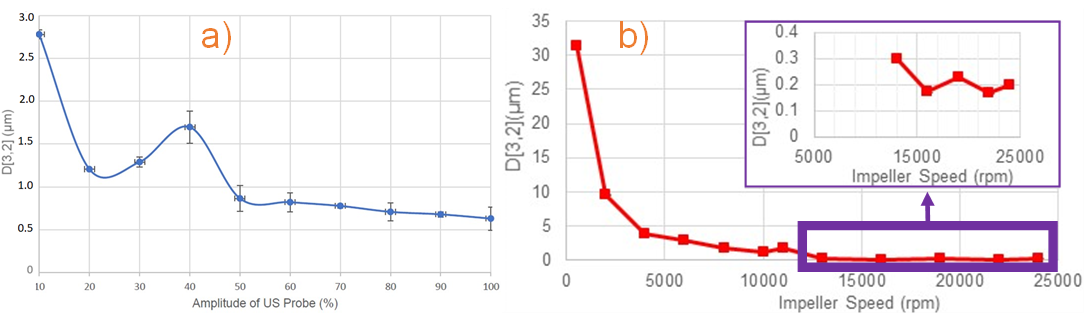 a)
3.0
2.5
2.0
1.5
1.0
0.5
0
D[3,2] (µm)
10 20 30 40 50 60 70 80 90 100
Amplitude of US Probe (%)
b)
35
30
25
20
15
10
5
0
D[3,2](µm)
0 5000 10000 15000 20000 25000
Impeller Speed (rpm)
0.4
0.3
0.2
0.1
0
D[3,2](µm)
5000 15000 25000
Impeller Speed (rpm)